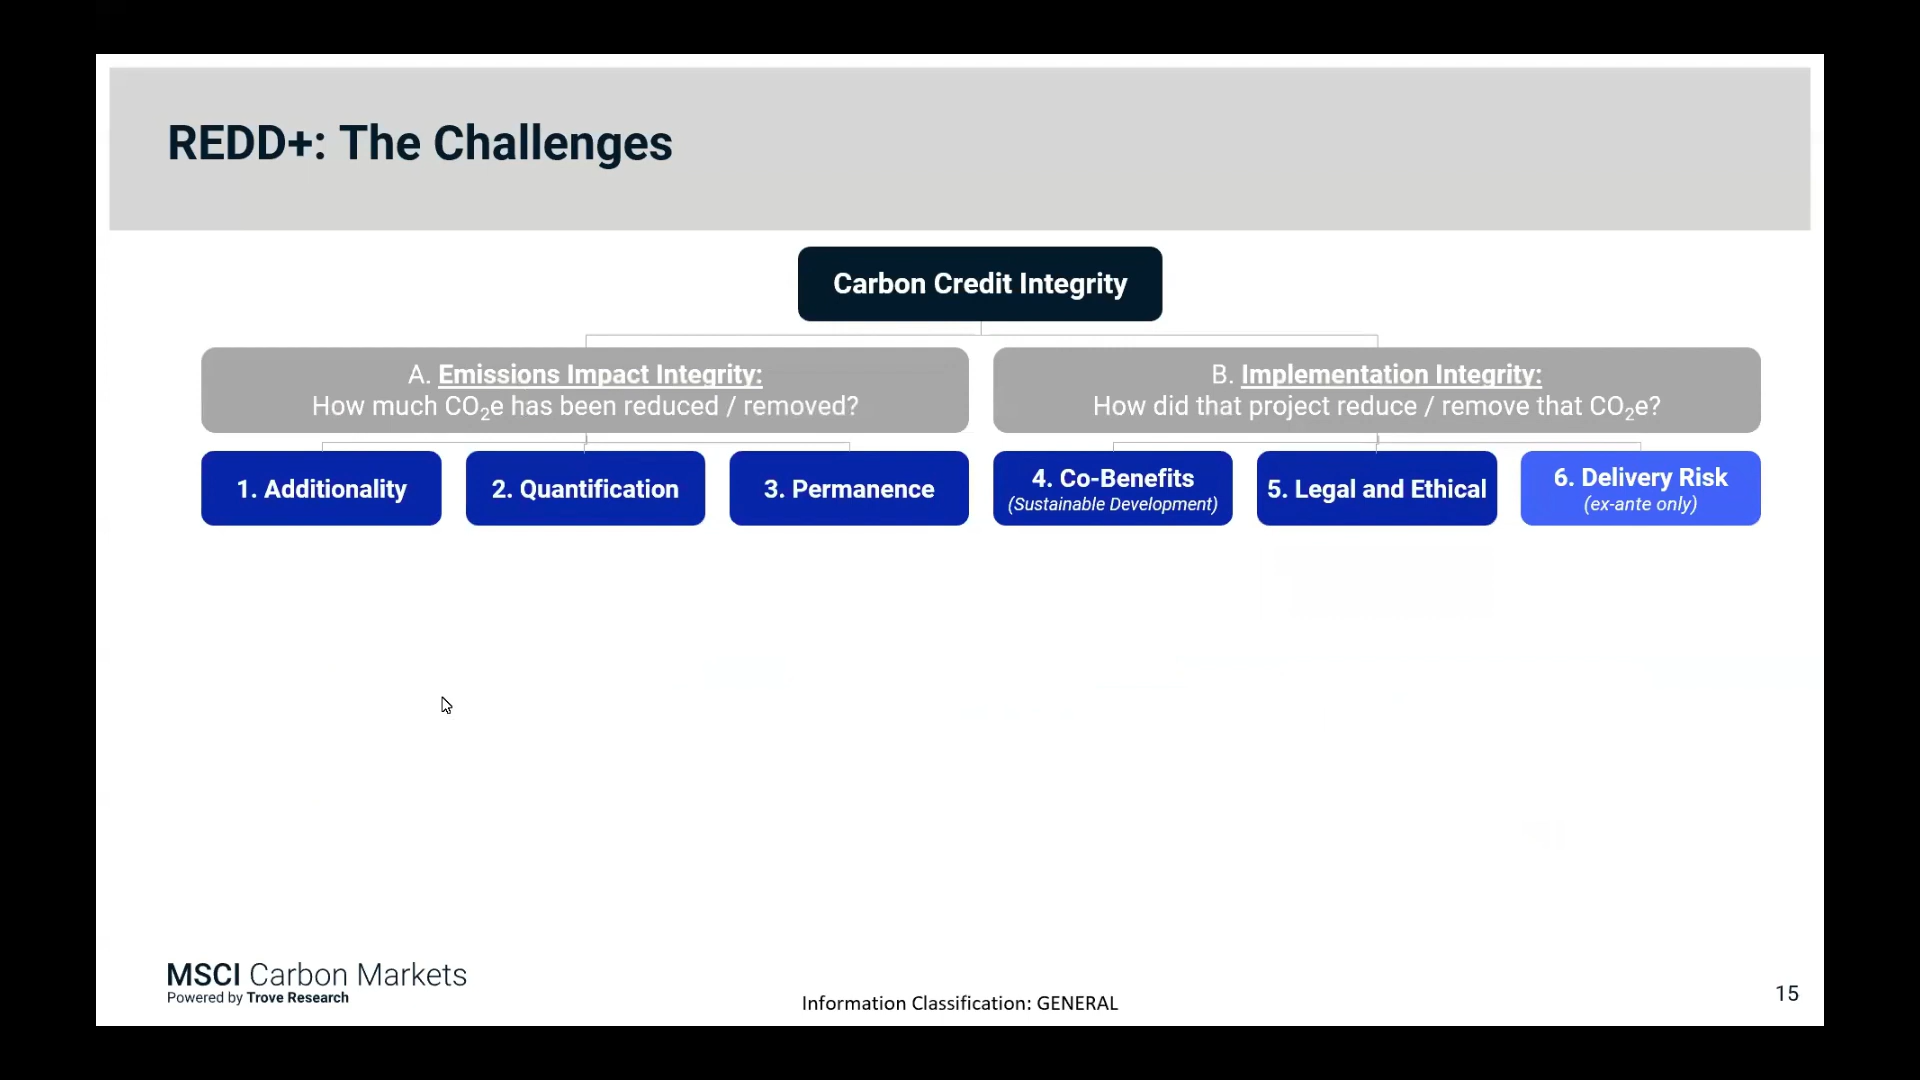 REDD+: The Challenges
Carbon Credit Integrity
A. Emissions Impact Integrity:
How much CO₂e has been reduced / removed?
B. Implementation Integrity:
How did that project reduce / remove that CO₂e?
1. Additionality
2. Quantification
3. Permanence
4. Co-Benefits
(Sustainable Development)
5. Legal and Ethical
6. Delivery Risk
(ex-ante only)
MSCI Carbon Markets
Powered by Trove Research
Information Classification: GENERAL
15